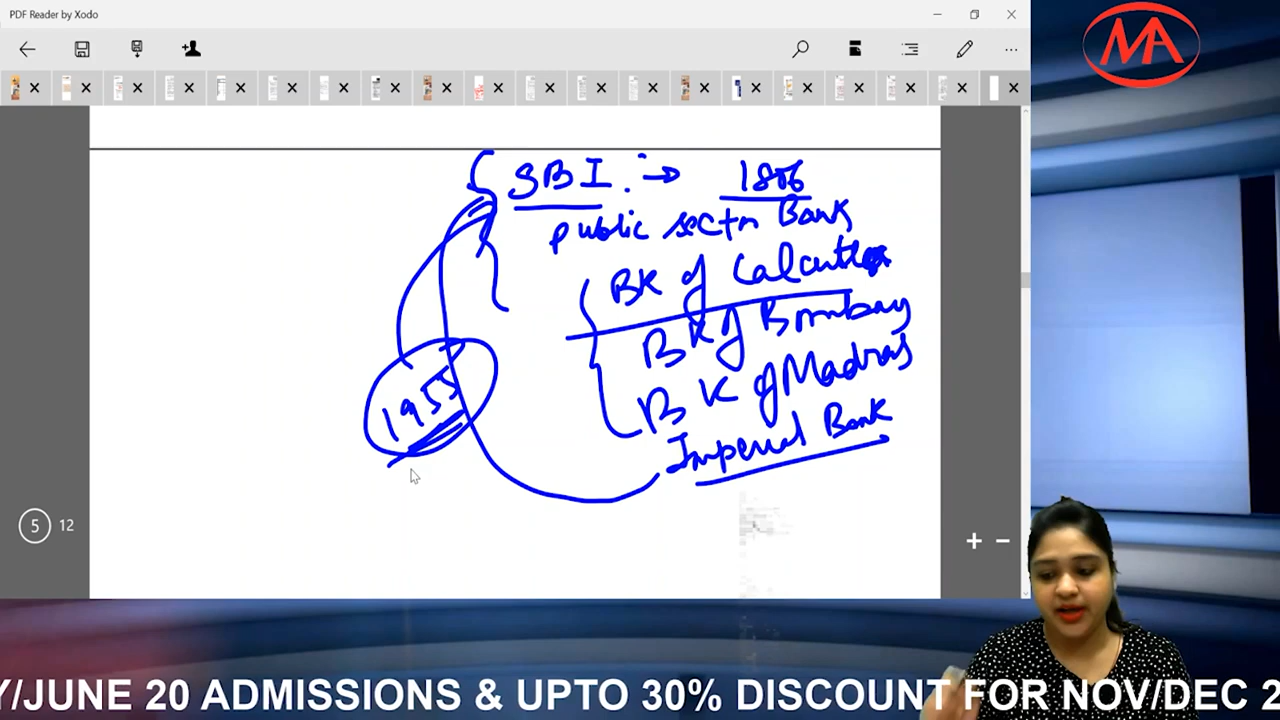 PDF Reader by Xodo
MA
SBI. → 1806
public sector Bank
BK of Calcutta
BK of Bombay
BK of Madras
1955
Imperial Bank
5 12
Y/JUNE 20 ADMISSIONS & UPTO 30% DISCOUNT FOR NOV/DEC 2